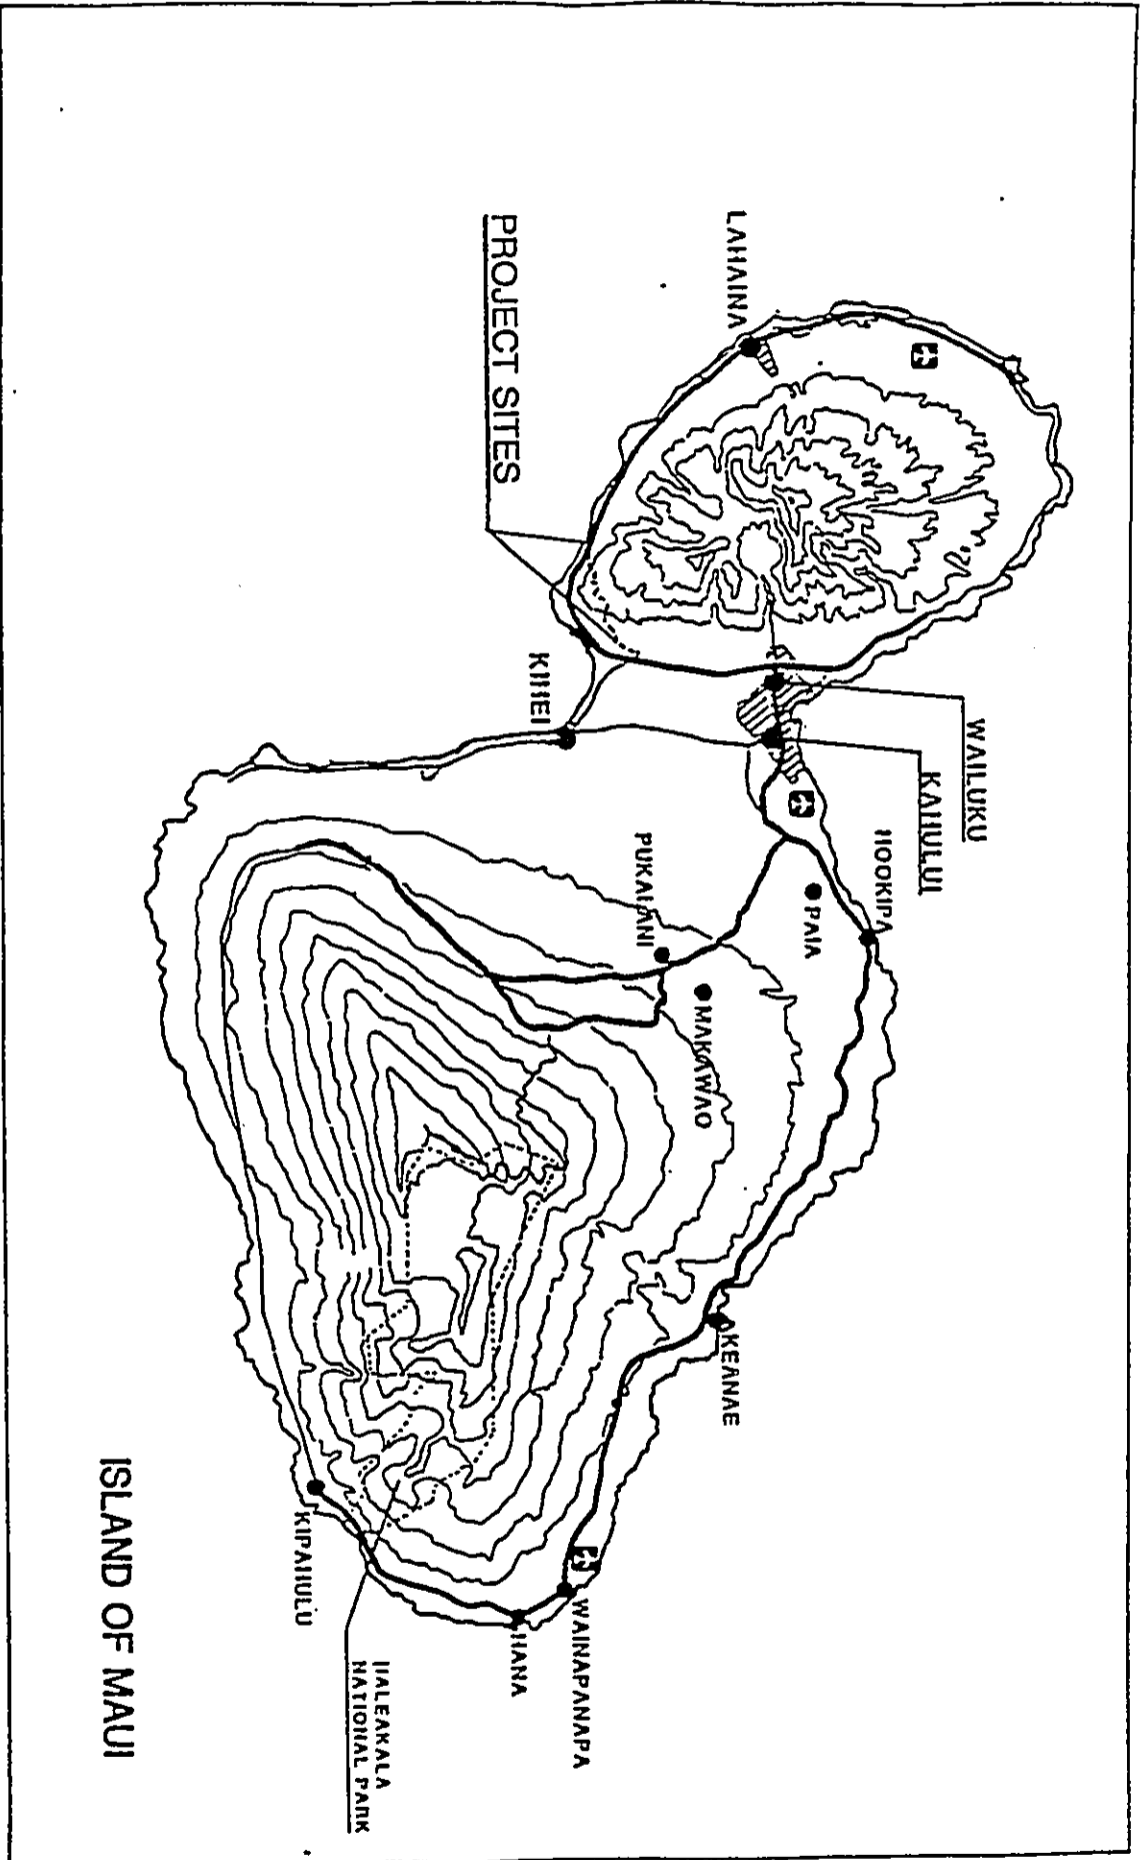 LAHAINA
PROJECT SITES
WAILUKU
KAHULUI
HOOKIPA
PAIA
KIHEI
PUKALANI
MAKAWAO
KEANAE
WAINAPANAPA
HANA
KIPAHULU
HALEAKALA
NATIONAL PARK
ISLAND OF MAUI